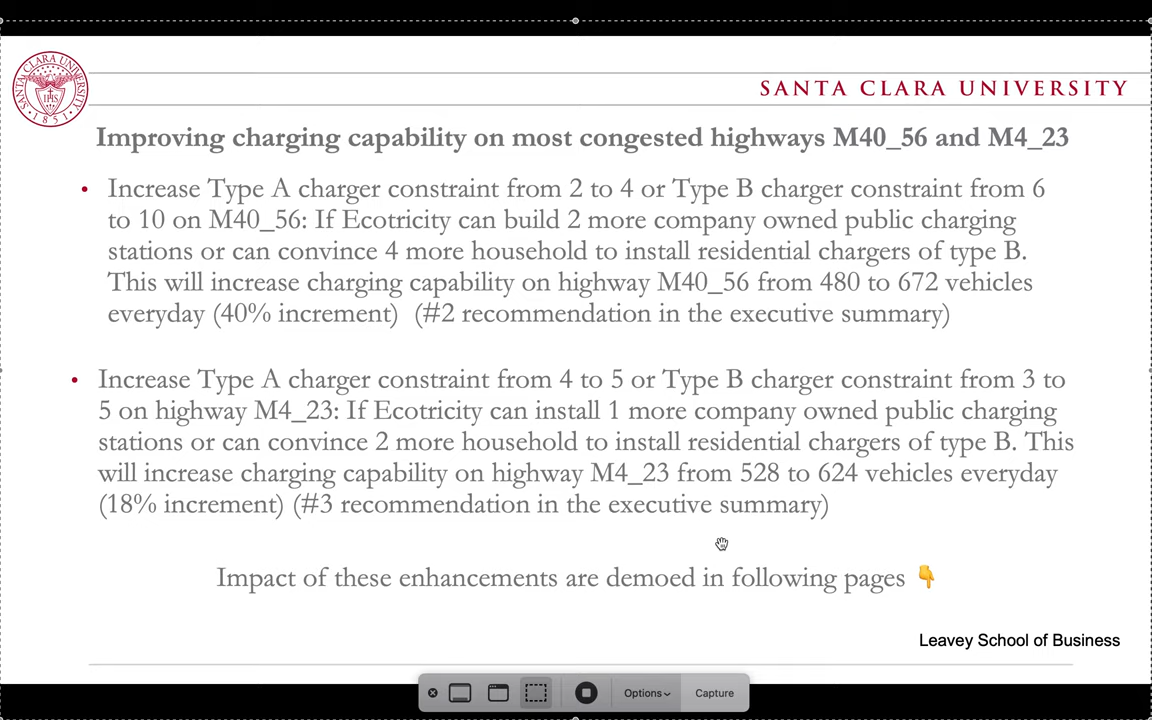 SANTA CLARA UNIVERSITY
SANTA CLARA UNIVERSITY
IHS
1851
Improving charging capability on most congested highways M40_56 and M4_23
• Increase Type A charger constraint from 2 to 4 or Type B charger constraint from 6
to 10 on M40_56: If Ecotricity can build 2 more company owned public charging
stations or can convince 4 more household to install residential chargers of type B.
This will increase charging capability on highway M40_56 from 480 to 672 vehicles
everyday (40% increment) (#2 recommendation in the executive summary)
• Increase Type A charger constraint from 4 to 5 or Type B charger constraint from 3 to
5 on highway M4_23: If Ecotricity can install 1 more company owned public charging
stations or can convince 2 more household to install residential chargers of type B. This
will increase charging capability on highway M4_23 from 528 to 624 vehicles everyday
(18% increment) (#3 recommendation in the executive summary)
Impact of these enhancements are demoed in following pages 👇
Leavey School of Business
Options Capture